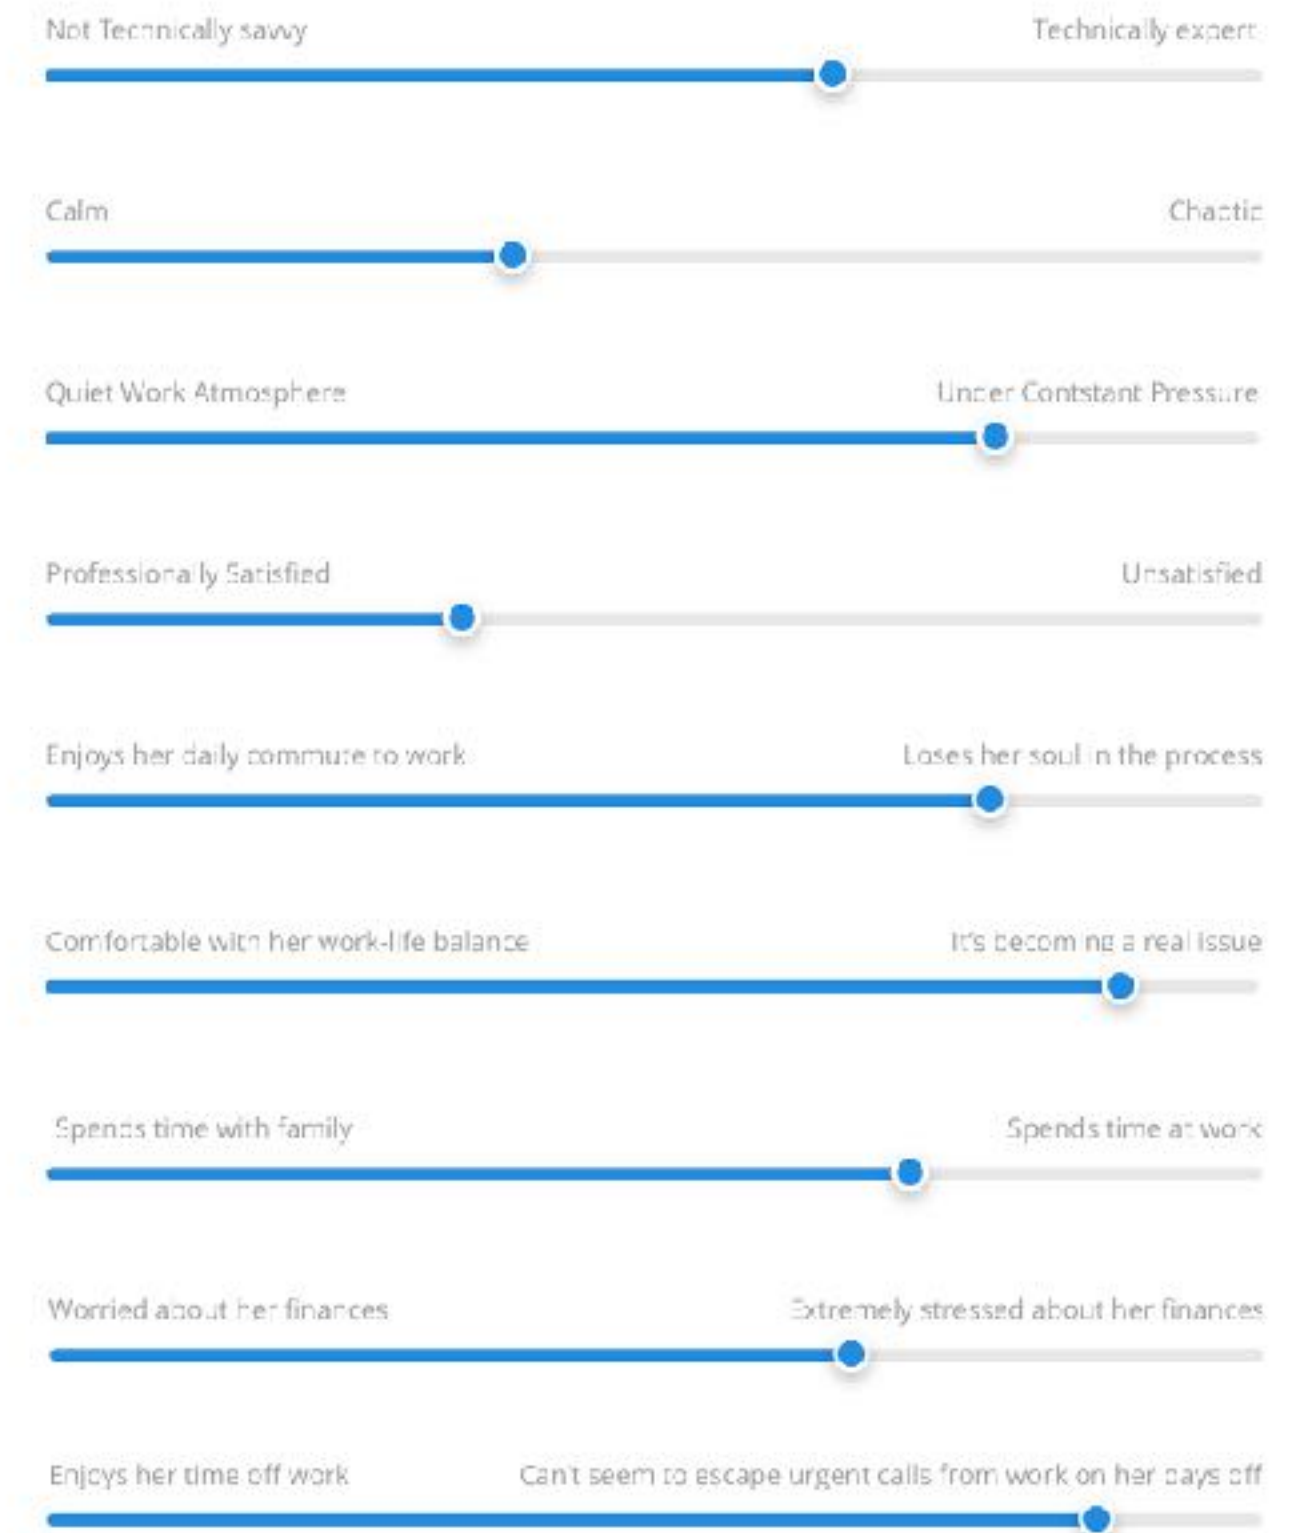 Not Technically savvy Technically expert
Calm Chaotic
Quiet Work Atmosphere Under Contstant Pressure
Professionally Satisfied Unsatisfied
Enjoys her daily commute to work Loses her soul in the process
Comfortable with her work-life balance It's becoming a real issue
Spends time with family Spends time at work
Worried about her finances Extremely stressed about her finances
Enjoys her time off work Can't seem to escape urgent calls from work on her days off